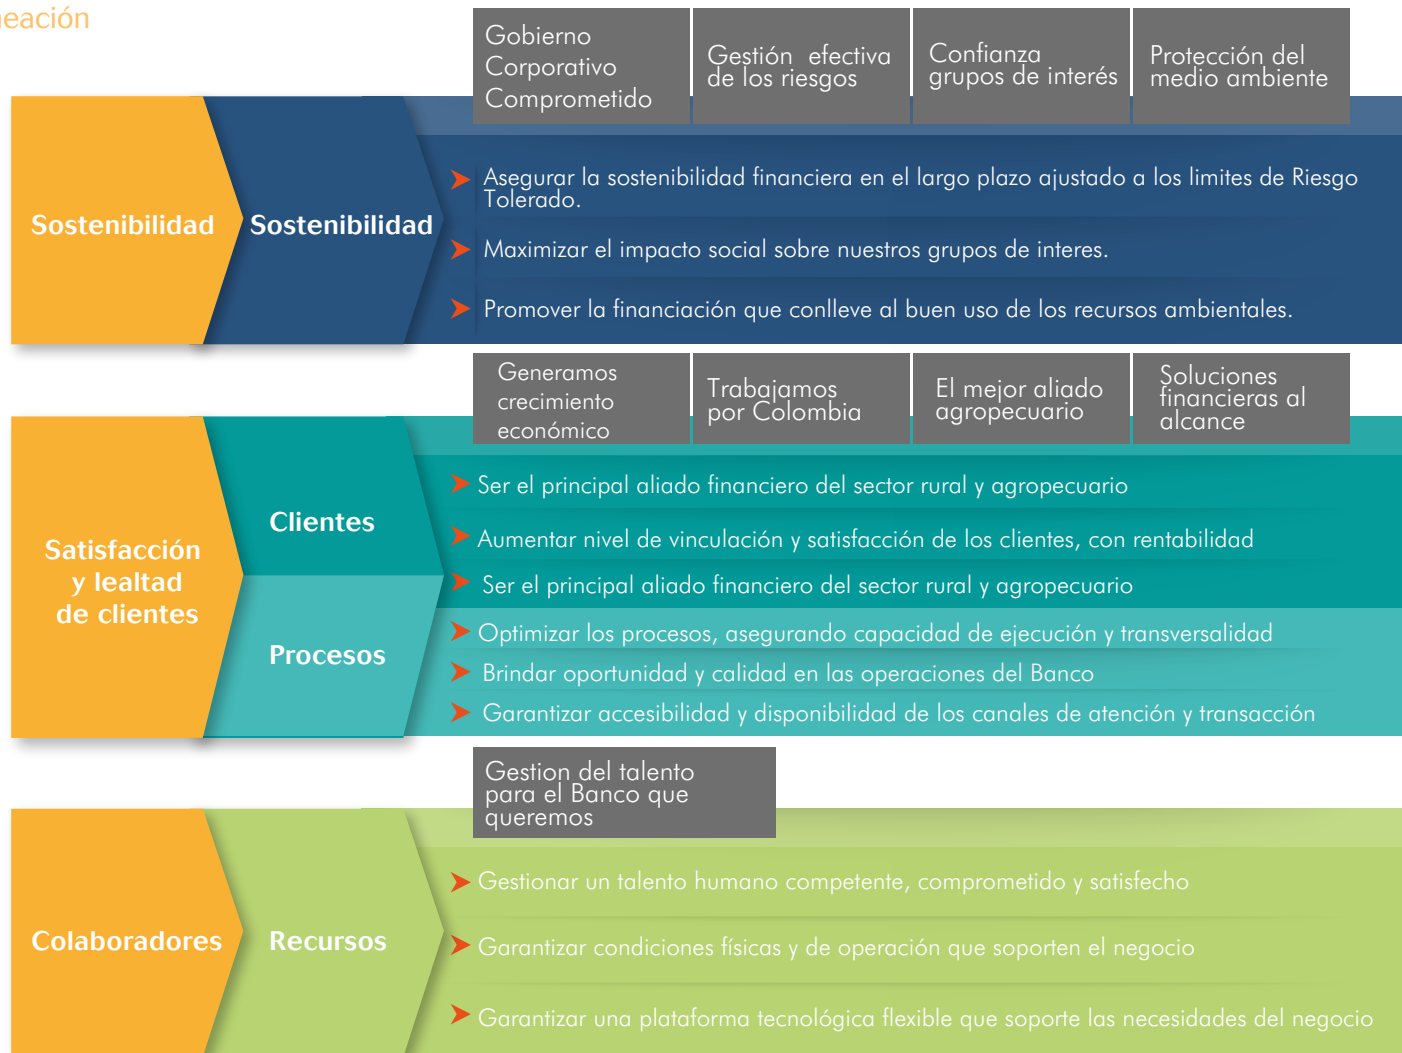 neación
Gobierno
Corporativo
Comprometido
Gestión efectiva
de los riesgos
Confianza
grupos de interés
Protección del
medio ambiente
Sostenibilidad
Sostenibilidad
Asegurar la sostenibilidad financiera en el largo plazo ajustado a los limites de Riesgo
Tolerado.
Maximizar el impacto social sobre nuestros grupos de interes.
Promover la financiación que conlleve al buen uso de los recursos ambientales.
Generamos
crecimiento
económico
Trabajamos
por Colombia
El mejor aliado
agropecuario
Soluciones
financieras al
alcance
Satisfacción
y lealtad
de clientes
Clientes
Ser el principal aliado financiero del sector rural y agropecuario
Aumentar nivel de vinculación y satisfacción de los clientes, con rentabilidad
Ser el principal aliado financiero del sector rural y agropecuario
Procesos
Optimizar los procesos, asegurando capacidad de ejecución y transversalidad
Brindar oportunidad y calidad en las operaciones del Banco
Garantizar accesibilidad y disponibilidad de los canales de atención y transacción
Gestion del talento
para el Banco que
queremos
Colaboradores
Recursos
Gestionar un talento humano competente, comprometido y satisfecho
Garantizar condiciones físicas y de operación que soporten el negocio
Garantizar una plataforma tecnológica flexible que soporte las necesidades del negocio